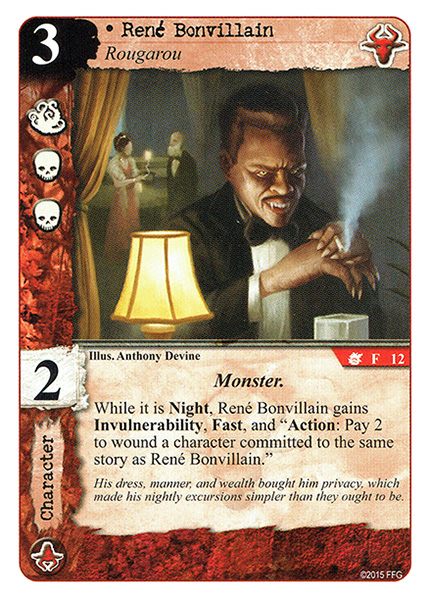 3
• René Bonvillain
Rougarou
Illus. Anthony Devine
F 12
2
Monster.
While it is Night, René Bonvillain gains
Invulnerability, Fast, and “Action: Pay 2
to wound a character committed to the same
story as René Bonvillain.”
His dress, manner, and wealth bought him privacy, which
made his nightly excursions simpler than they ought to be.
Character
©2015 FFG